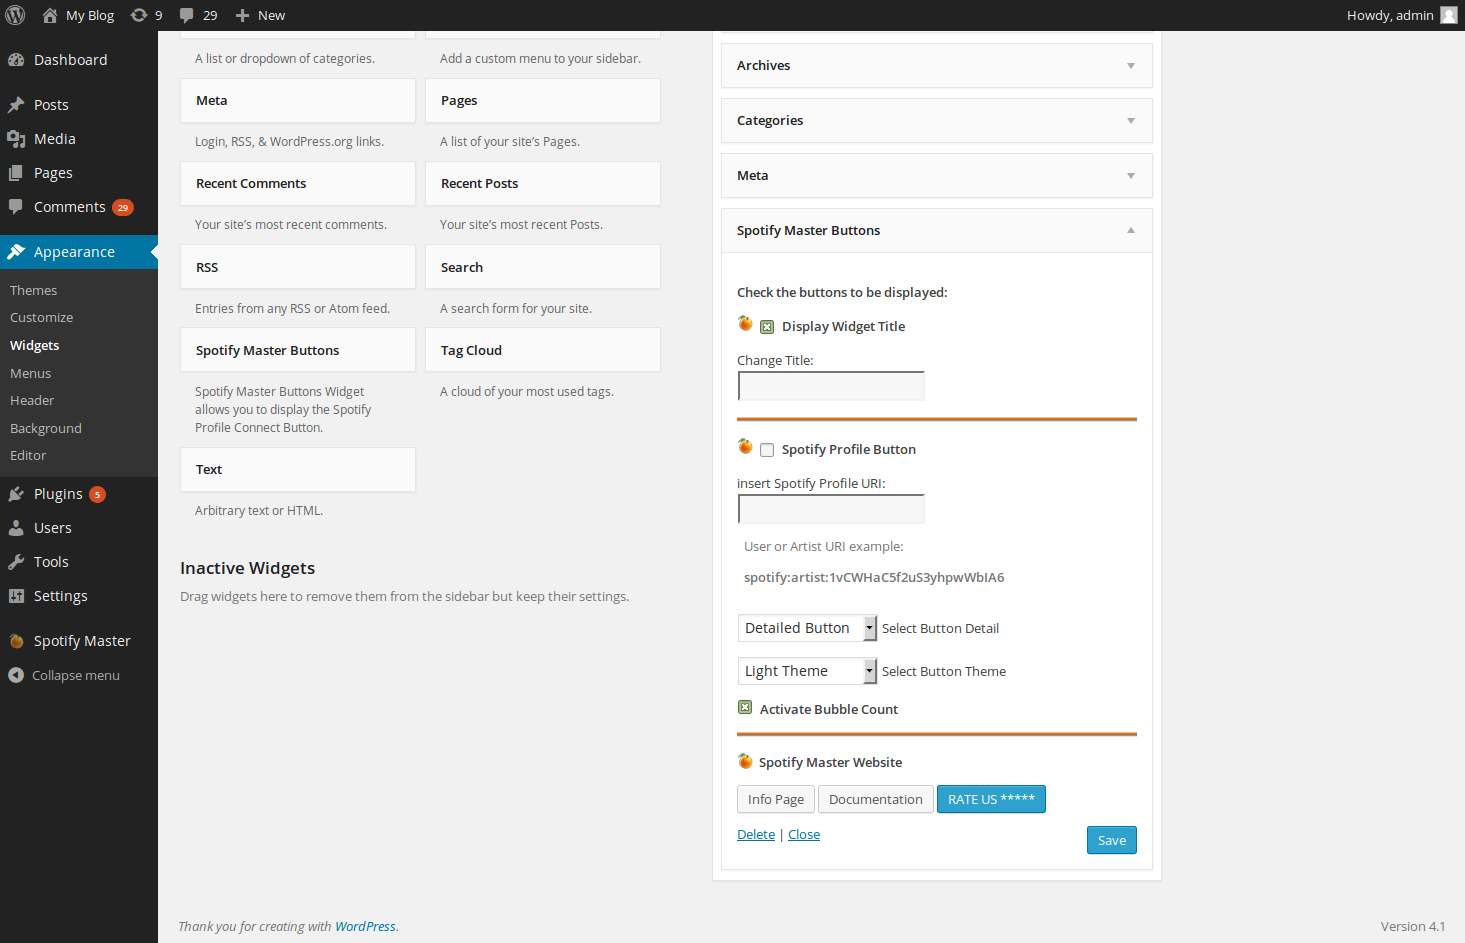 My Blog
9
29
New
Howdy, admin
Dashboard
Posts
Media
Pages
Comments 29
Appearance
Themes
Customize
Widgets
Menus
Header
Background
Editor
Plugins 5
Users
Tools
Settings
Spotify Master
Collapse menu
A list or dropdown of categories.
Add a custom menu to your sidebar.
Meta
Pages
Login, RSS, & WordPress.org links.
A list of your site's Pages.
Recent Comments
Recent Posts
Your site's most recent comments.
Your site's most recent Posts.
RSS
Search
Entries from any RSS or Atom feed.
A search form for your site.
Spotify Master Buttons
Tag Cloud
Spotify Master Buttons Widget
allows you to display the Spotify
Profile Connect Button.
A cloud of your most used tags.
Text
Arbitrary text or HTML.
Inactive Widgets
Drag widgets here to remove them from the sidebar but keep their settings.
Archives
Categories
Meta
Spotify Master Buttons
Check the buttons to be displayed:
Display Widget Title
Change Title:
Spotify Profile Button
insert Spotify Profile URI:
User or Artist URI example:
spotify:artist:1vCWHaC5f2uS3yhpwWbIA6
Detailed Button Select Button Detail
Light Theme Select Button Theme
Activate Bubble Count
Spotify Master Website
Info Page
Documentation
RATE US *****
Delete | Close
Save
Thank you for creating with WordPress.
Version 4.1